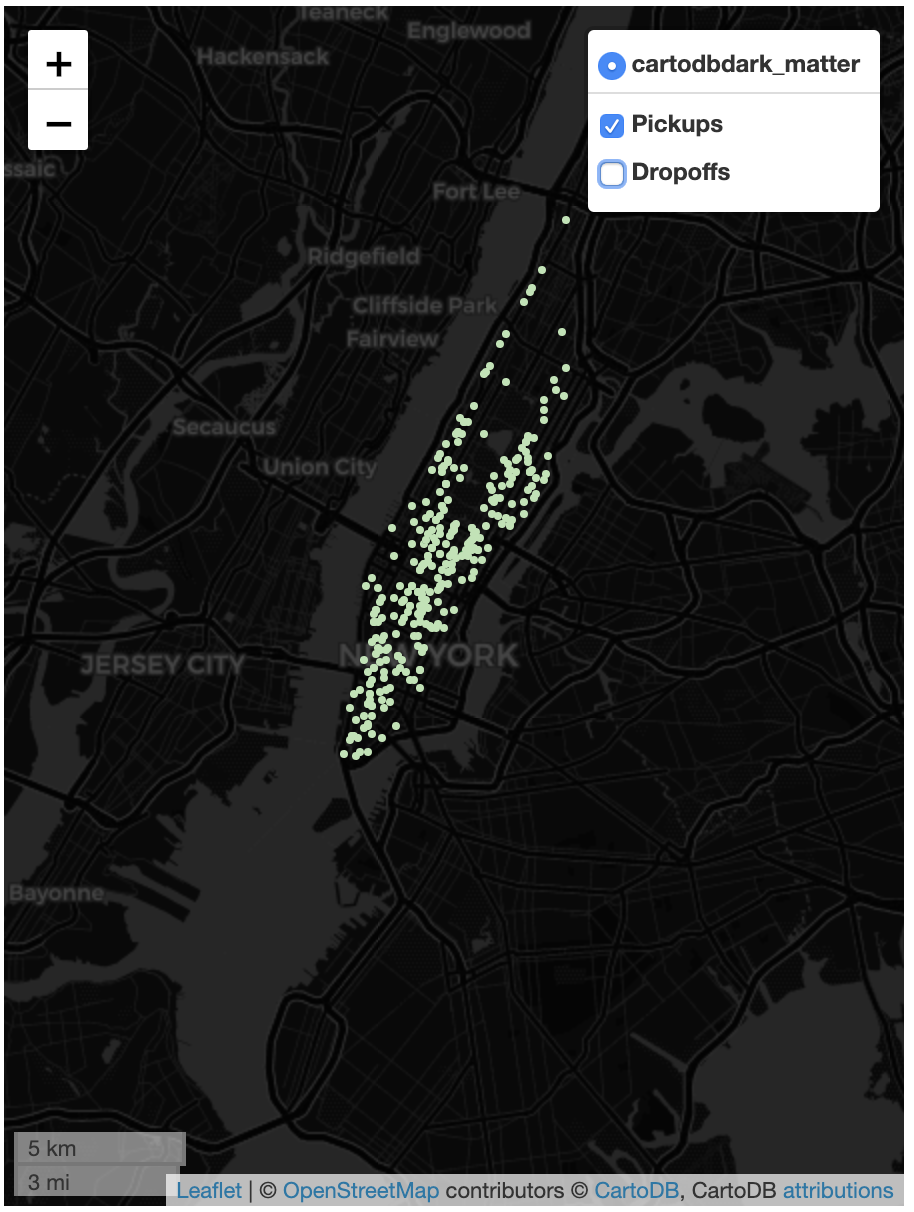 Teaneck
Englewood
+
Hackensack
cartodbdark_matter
−
Pickups
ssaic
Dropoffs
Fort Lee
Ridgefield
Cliffside Park
Fairview
Secaucus
Union City
NEW YORK
JERSEY CITY
Bayonne
5 km
3 mi
Leaflet | © OpenStreetMap contributors © CartoDB, CartoDB attributions